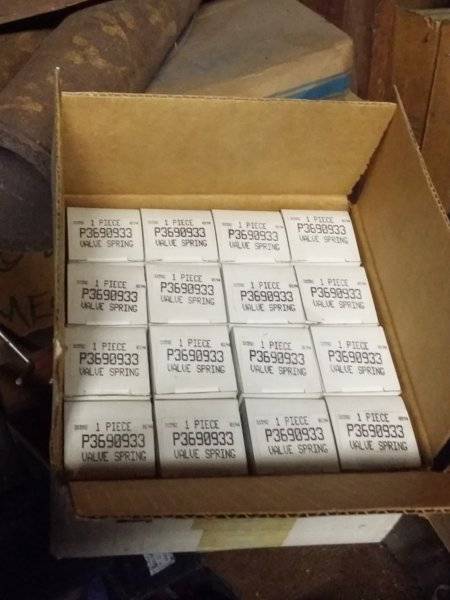 1 PIECE
P3690933
VALVE SPRING
1 PIECE
P3690933
VALVE SPRING
1 PIECE
P3690933
VALVE SPRING
1 PIECE
P3690933
VALVE SPRING
1 PIECE
P3690933
VALVE SPRING
1 PIECE
P3690933
VALVE SPRING
1 PIECE
P3690933
VALVE SPRING
1 PIECE
P3690933
VALVE SPRING
1 PIECE
P3690933
VALVE SPRING
1 PIECE
P3690933
VALVE SPRING
1 PIECE
P3690933
VALVE SPRING
1 PIECE
P3690933
VALVE SPRING
1 PIECE
P3690933
VALVE SPRING
1 PIECE
P3690933
VALVE SPRING
1 PIECE
P3690933
VALVE SPRING
1 PIECE
P3690933
VALVE SPRING